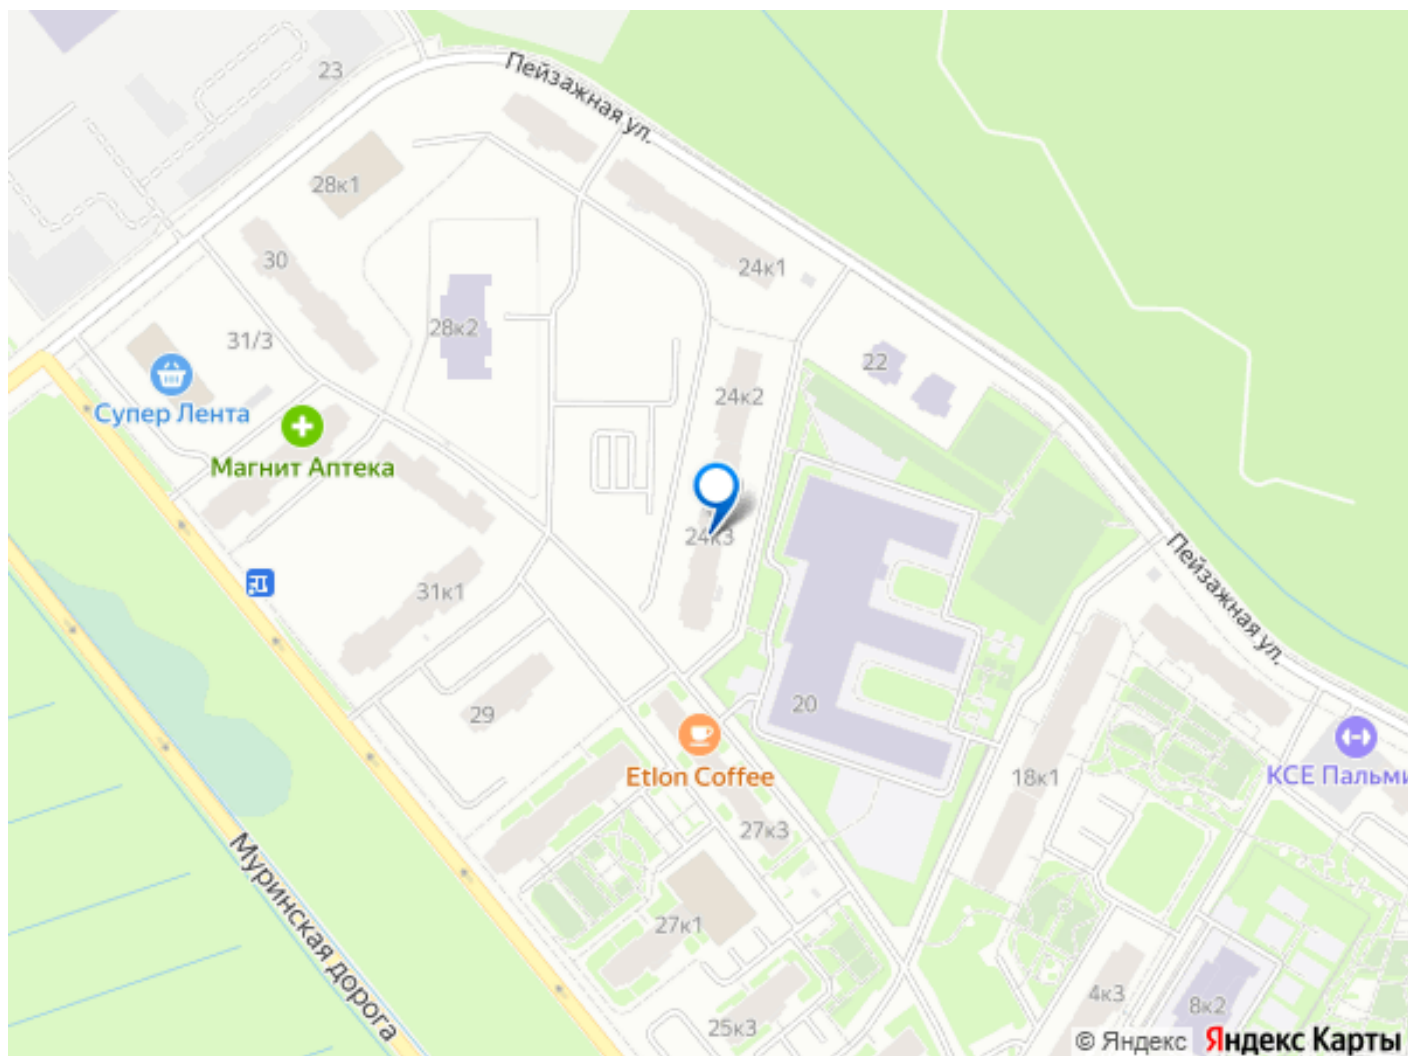 23
Пейзажная ул.
28к1
30
24к1
28к2
31/3
22
24к2
Супер Лента
Магнит Аптека
24к3
Пейзажная ул.
31к1
20
29
Etlon Coffee
18к1
КСЕ Пальми
27к3
Муринская дорога
27к1
4к3
8к2
25к3
© Яндекс Яндекс Карты